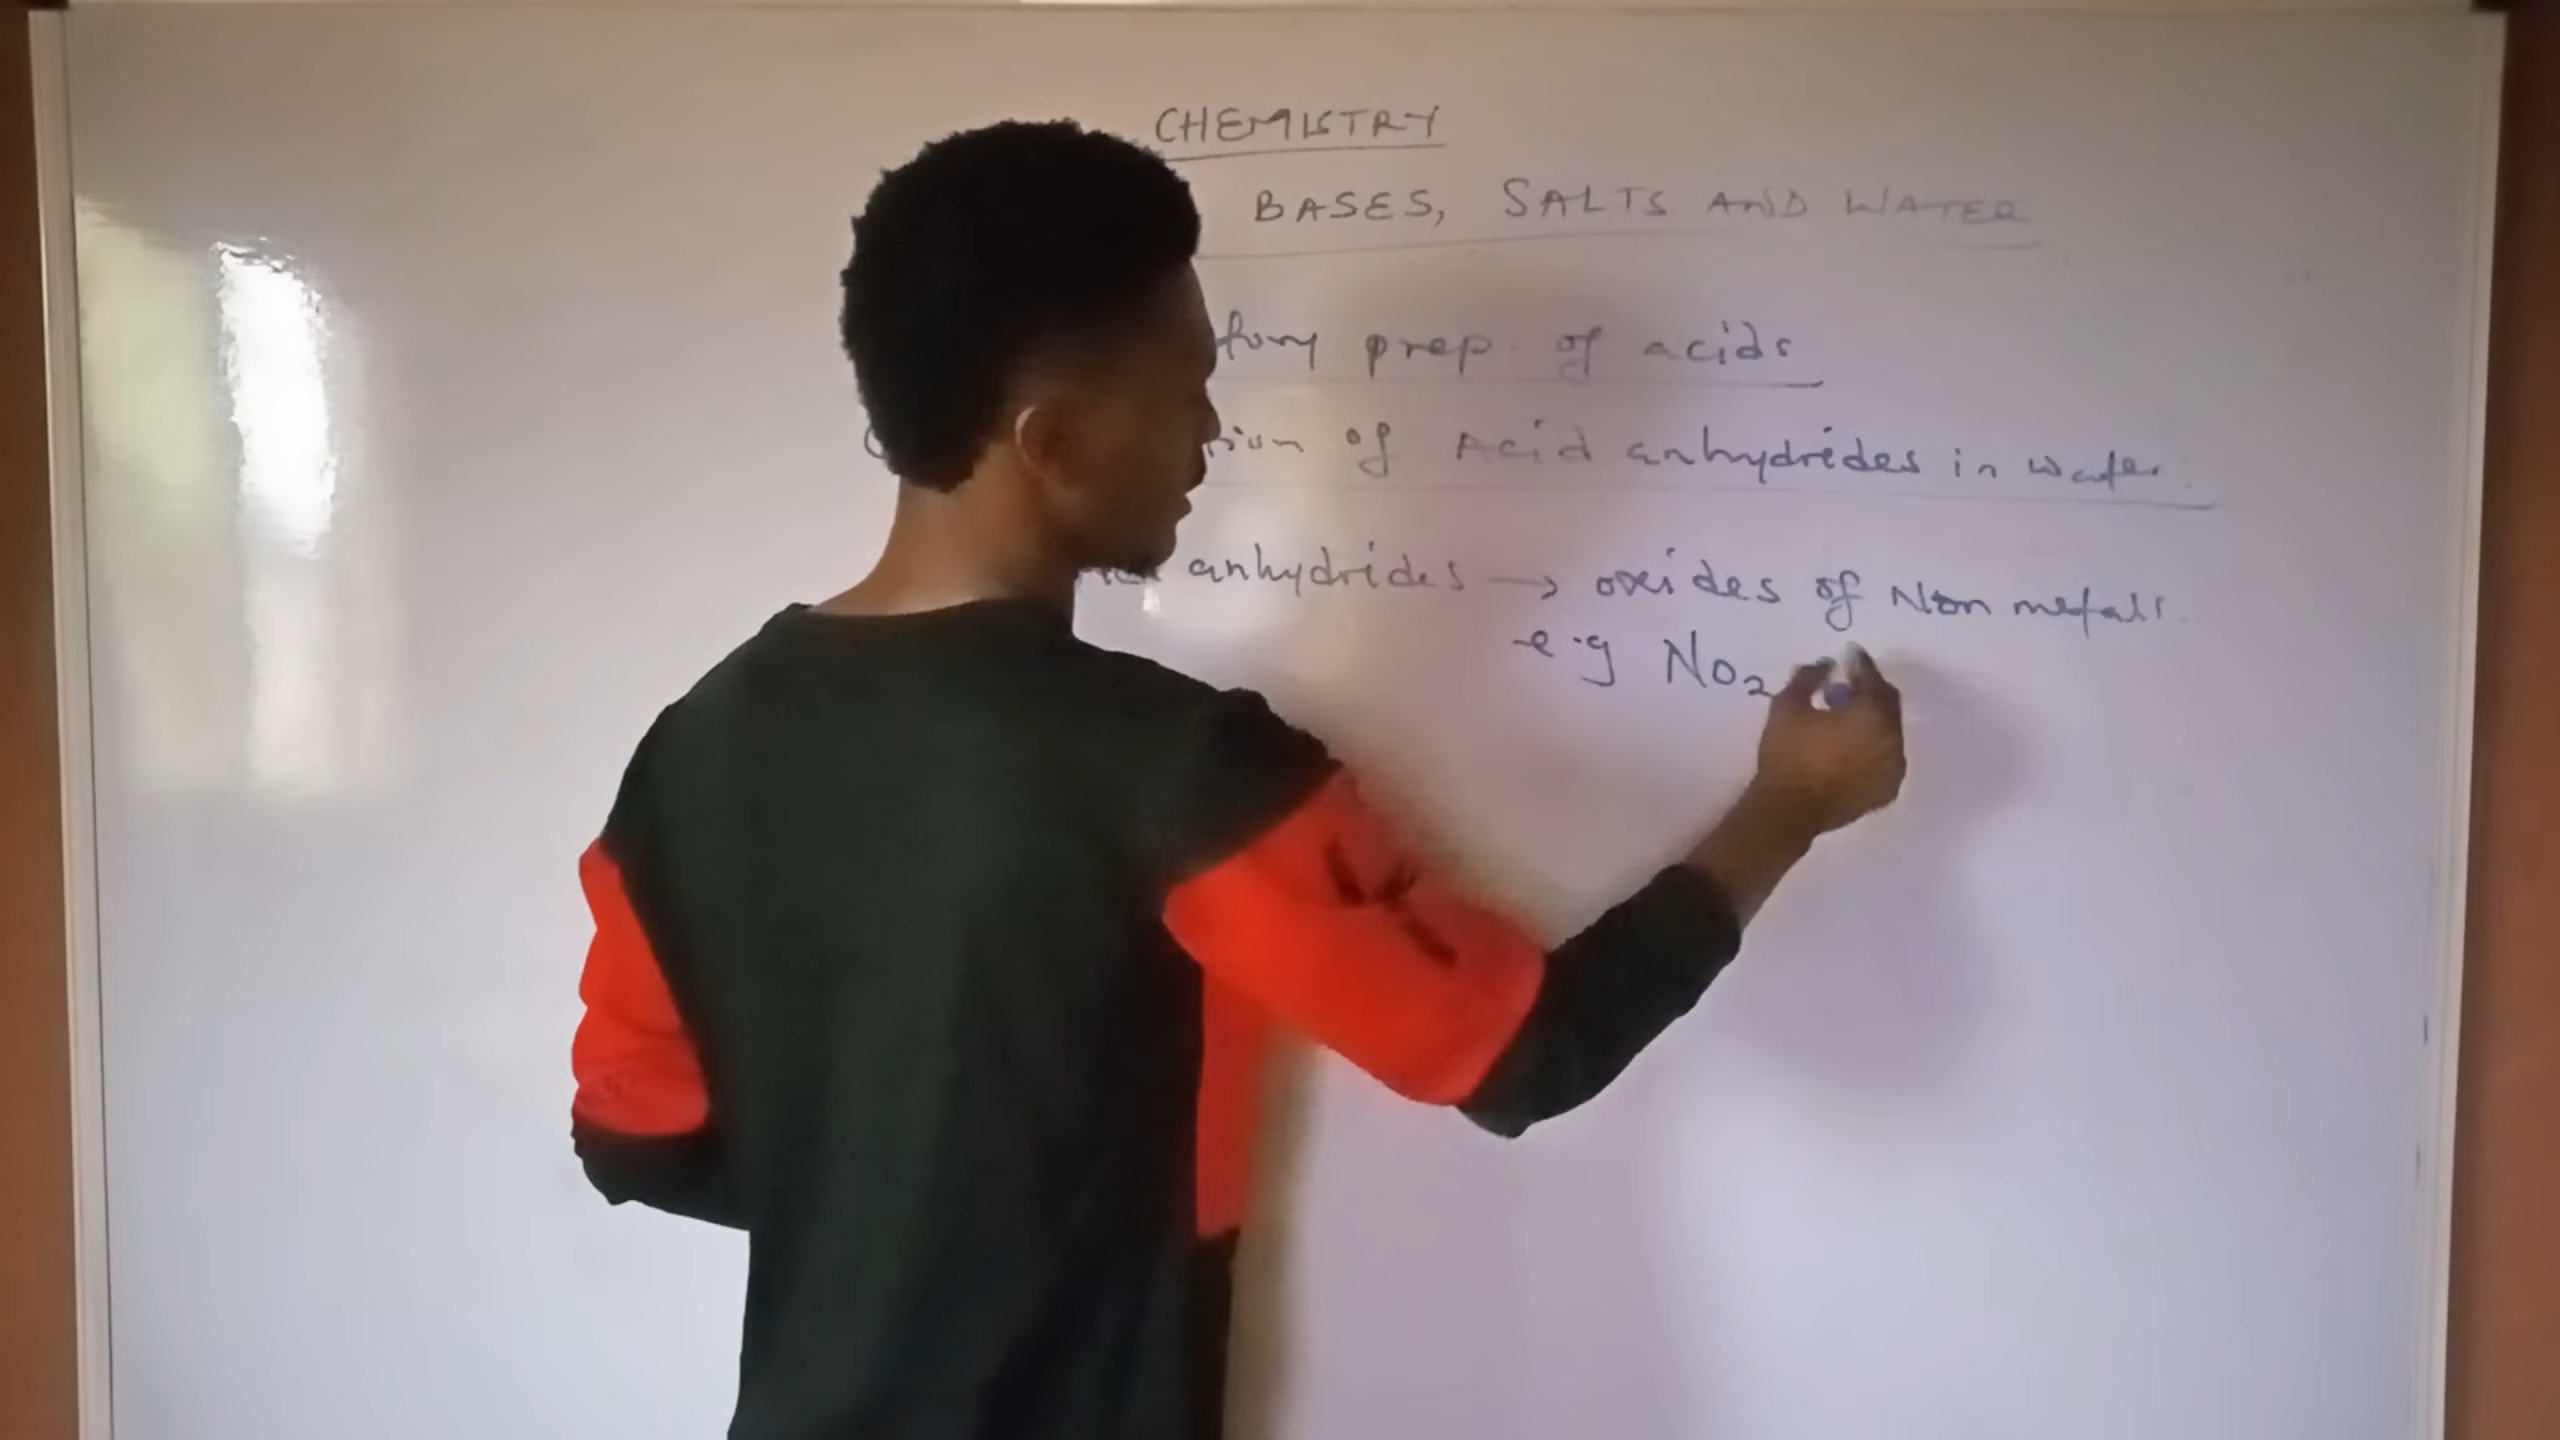 CHEMISTRY
BASES, SALTS AND WATER
tory prep. of acids
tion of Acid anhydrides in water.
anhydrides → oxides of Non metals.
e.g NO₂